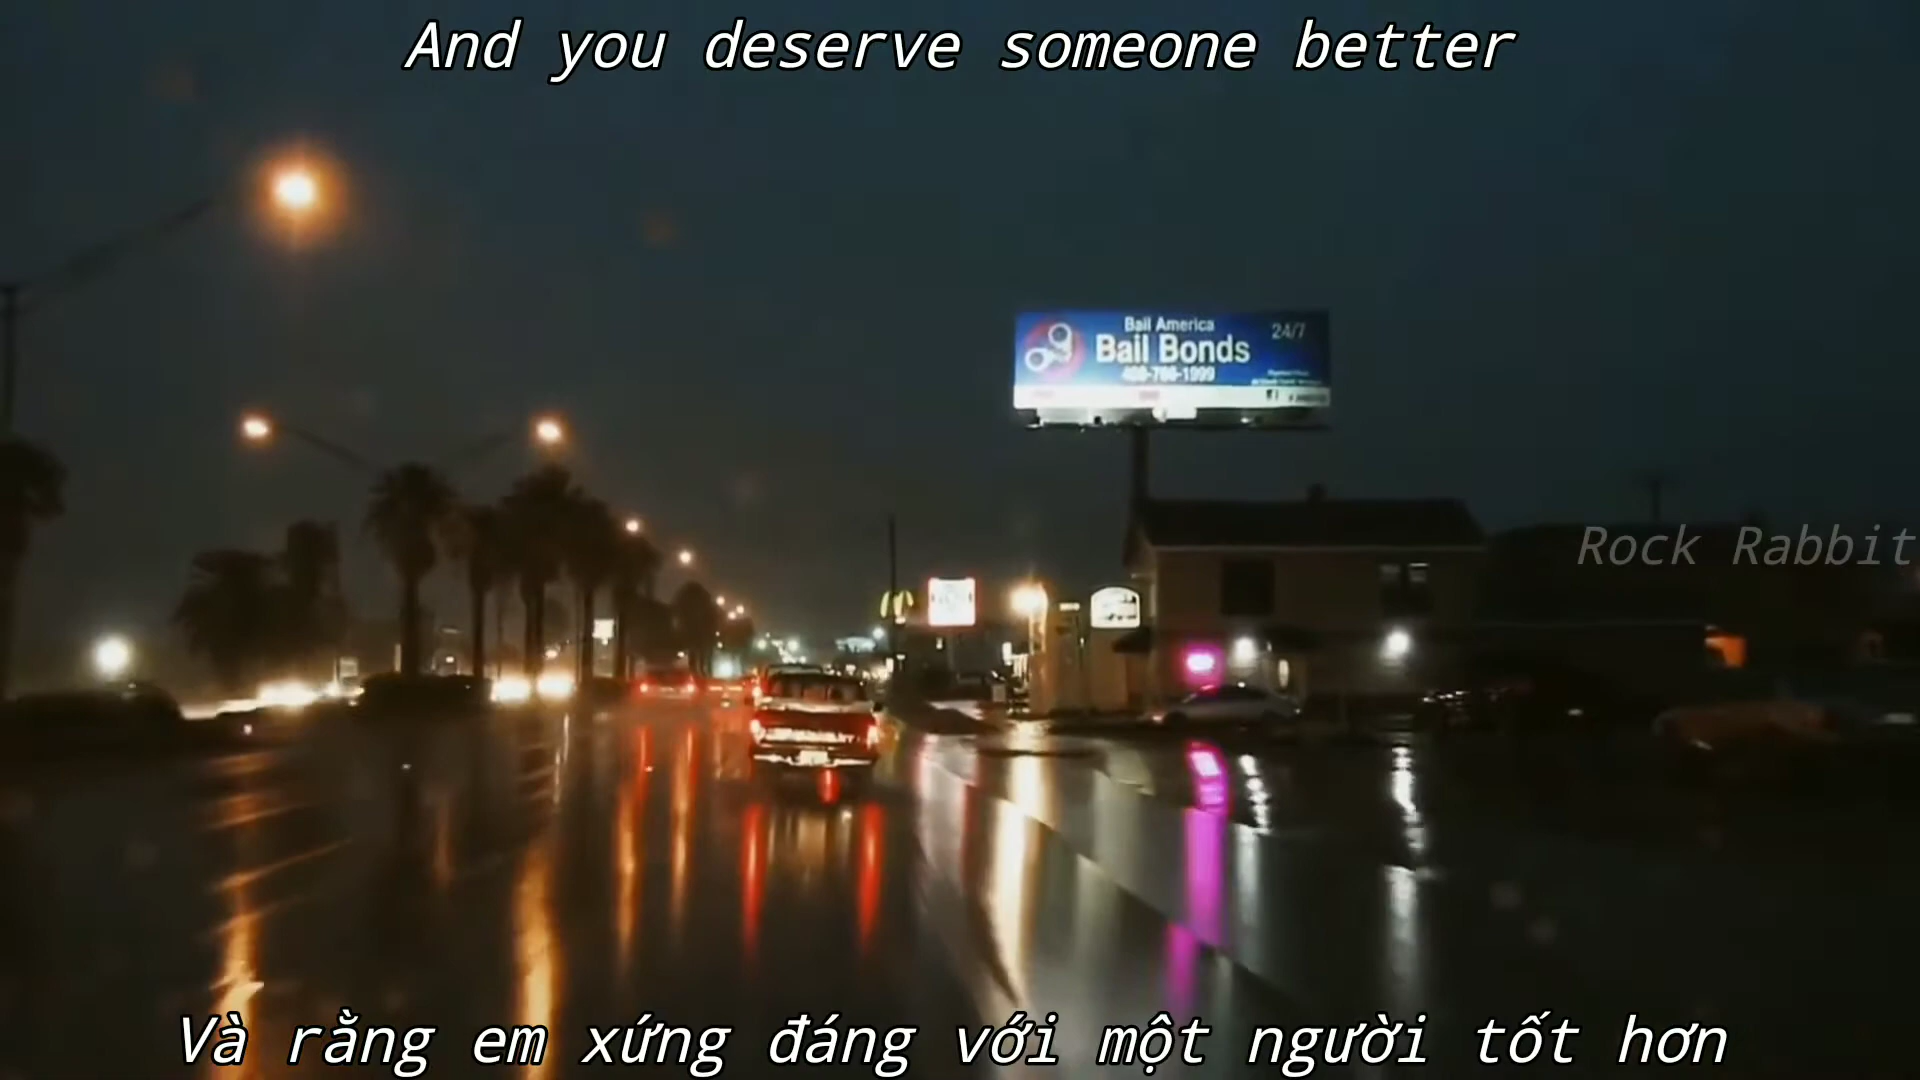 And you deserve someone better
Bail America
24/7
Bail Bonds
Rock Rabbit
Và rằng em xứng đáng với một người tốt hơn